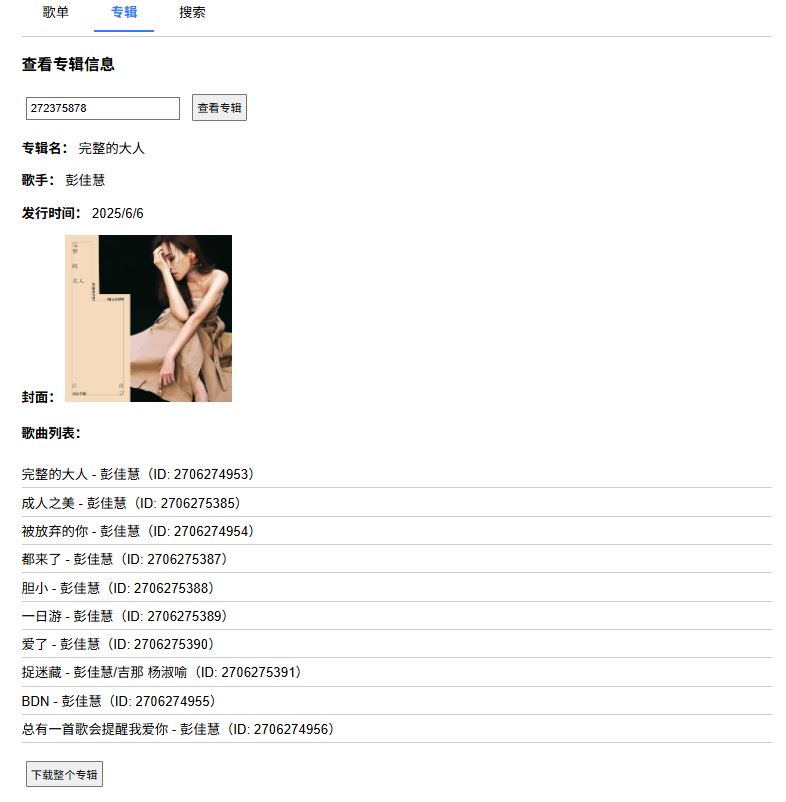 歌单 专辑 搜索
查看专辑信息
272375878 查看专辑
专辑名： 完整的大人
歌手： 彭佳慧
发行时间： 2025/6/6
完
整
的
大人
封面：
歌曲列表：
完整的大人 - 彭佳慧（ID: 2706274953）
成人之美 - 彭佳慧（ID: 2706275385）
被放弃的你 - 彭佳慧（ID: 2706274954）
都来了 - 彭佳慧（ID: 2706275387）
胆小 - 彭佳慧（ID: 2706275388）
一日游 - 彭佳慧（ID: 2706275389）
爱了 - 彭佳慧（ID: 2706275390）
捉迷藏 - 彭佳慧/吉那 杨淑喻（ID: 2706275391）
BDN - 彭佳慧（ID: 2706274955）
总有一首歌会提醒我爱你 - 彭佳慧（ID: 2706274956）
下载整个专辑